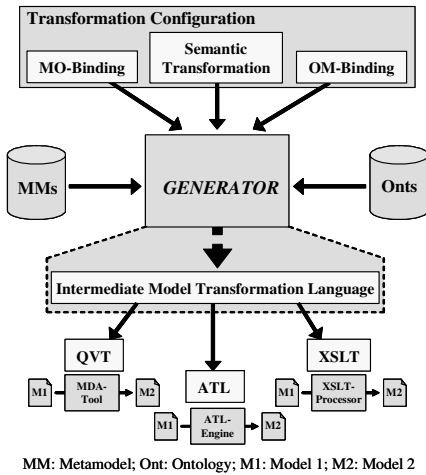 Transformation Configuration
MO-Binding
Semantic
Transformation
OM-Binding
MMs
GENERATOR
Onts
Intermediate Model Transformation Language
QVT
ATL
XSLT
M1
MDA-
Tool
M2
M1
ATL-
Engine
M2
M1
XSLT-
Processor
M2
MM: Metamodel; Ont: Ontology; M1: Model 1; M2: Model 2